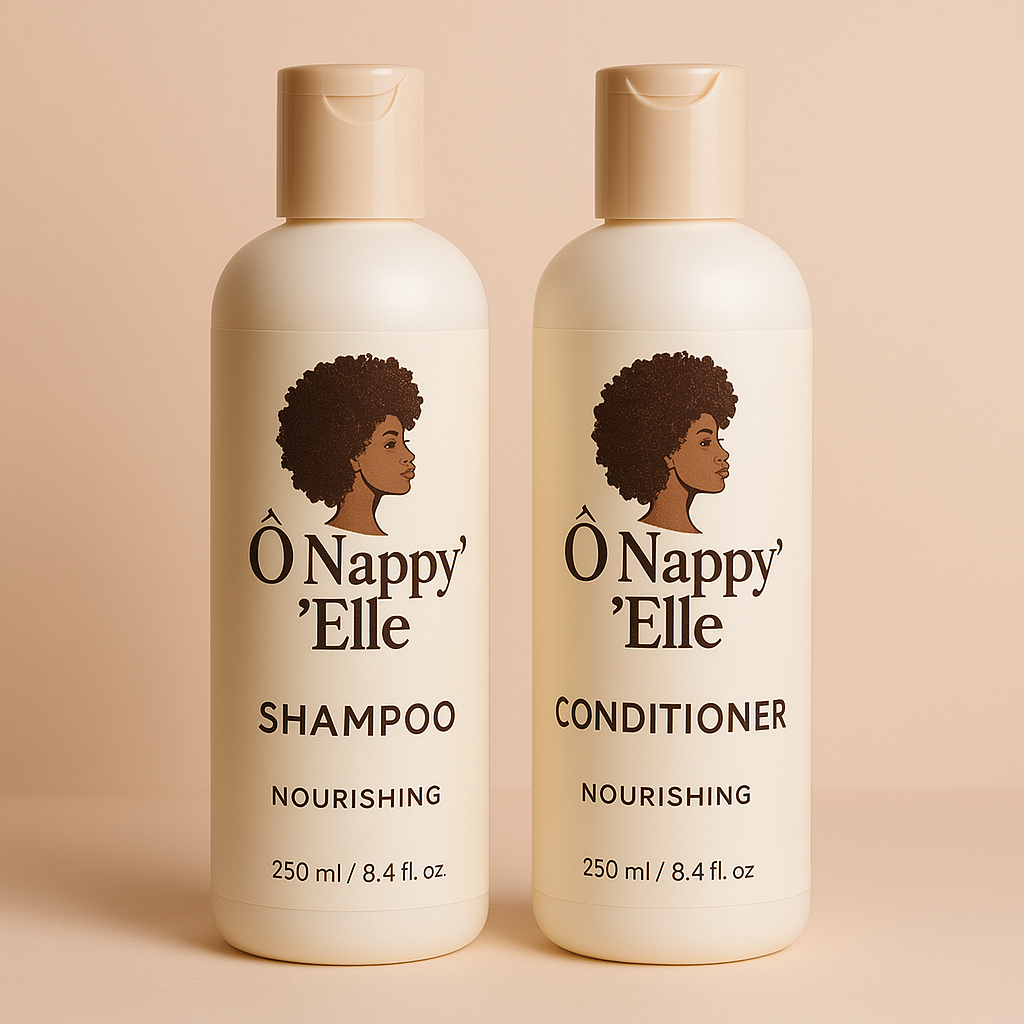 Ô Nappy’
’Elle
SHAMPOO
NOURISHING
250 ml / 8.4 fl. oz.
Ô Nappy’
’Elle
CONDITIONER
NOURISHING
250 ml / 8.4 fl. oz